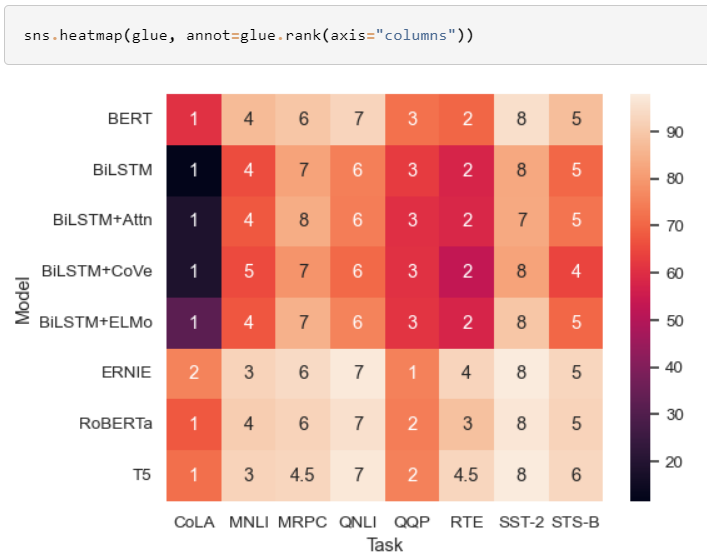 sns.heatmap(glue, annot=glue.rank(axis="columns"))
BERT 1 4 6 7 3 2 8 5
BiLSTM 1 4 7 6 3 2 8 5
BiLSTM+Attn 1 4 8 6 3 2 7 5
BiLSTM+CoVe 1 5 7 6 3 2 8 4
BiLSTM+ELMo 1 4 7 6 3 2 8 5
ERNIE 2 3 6 7 1 4 8 5
RoBERTa 1 4 6 7 2 3 8 5
T5 1 3 4.5 7 2 4.5 8 6
CoLA MNLI MRPC QNLI QQP RTE SST-2 STS-B
Task
Model
90
80
70
60
50
40
30
20